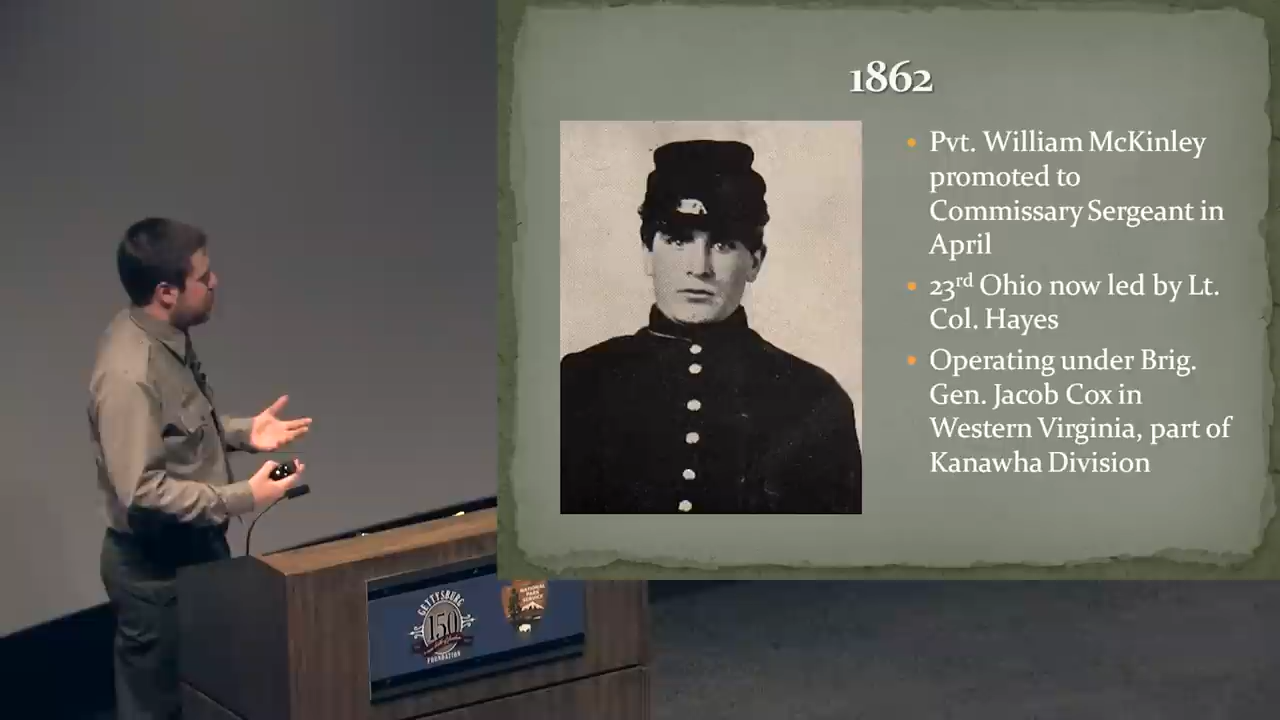 1862
• Pvt. William McKinley
promoted to
Commissary Sergeant in
April
• 23rd Ohio now led by Lt.
Col. Hayes
• Operating under Brig.
Gen. Jacob Cox in
Western Virginia, part of
Kanawha Division
GETTYSBURG
150
FOUNDATION
NATIONAL
PARK
SERVICE